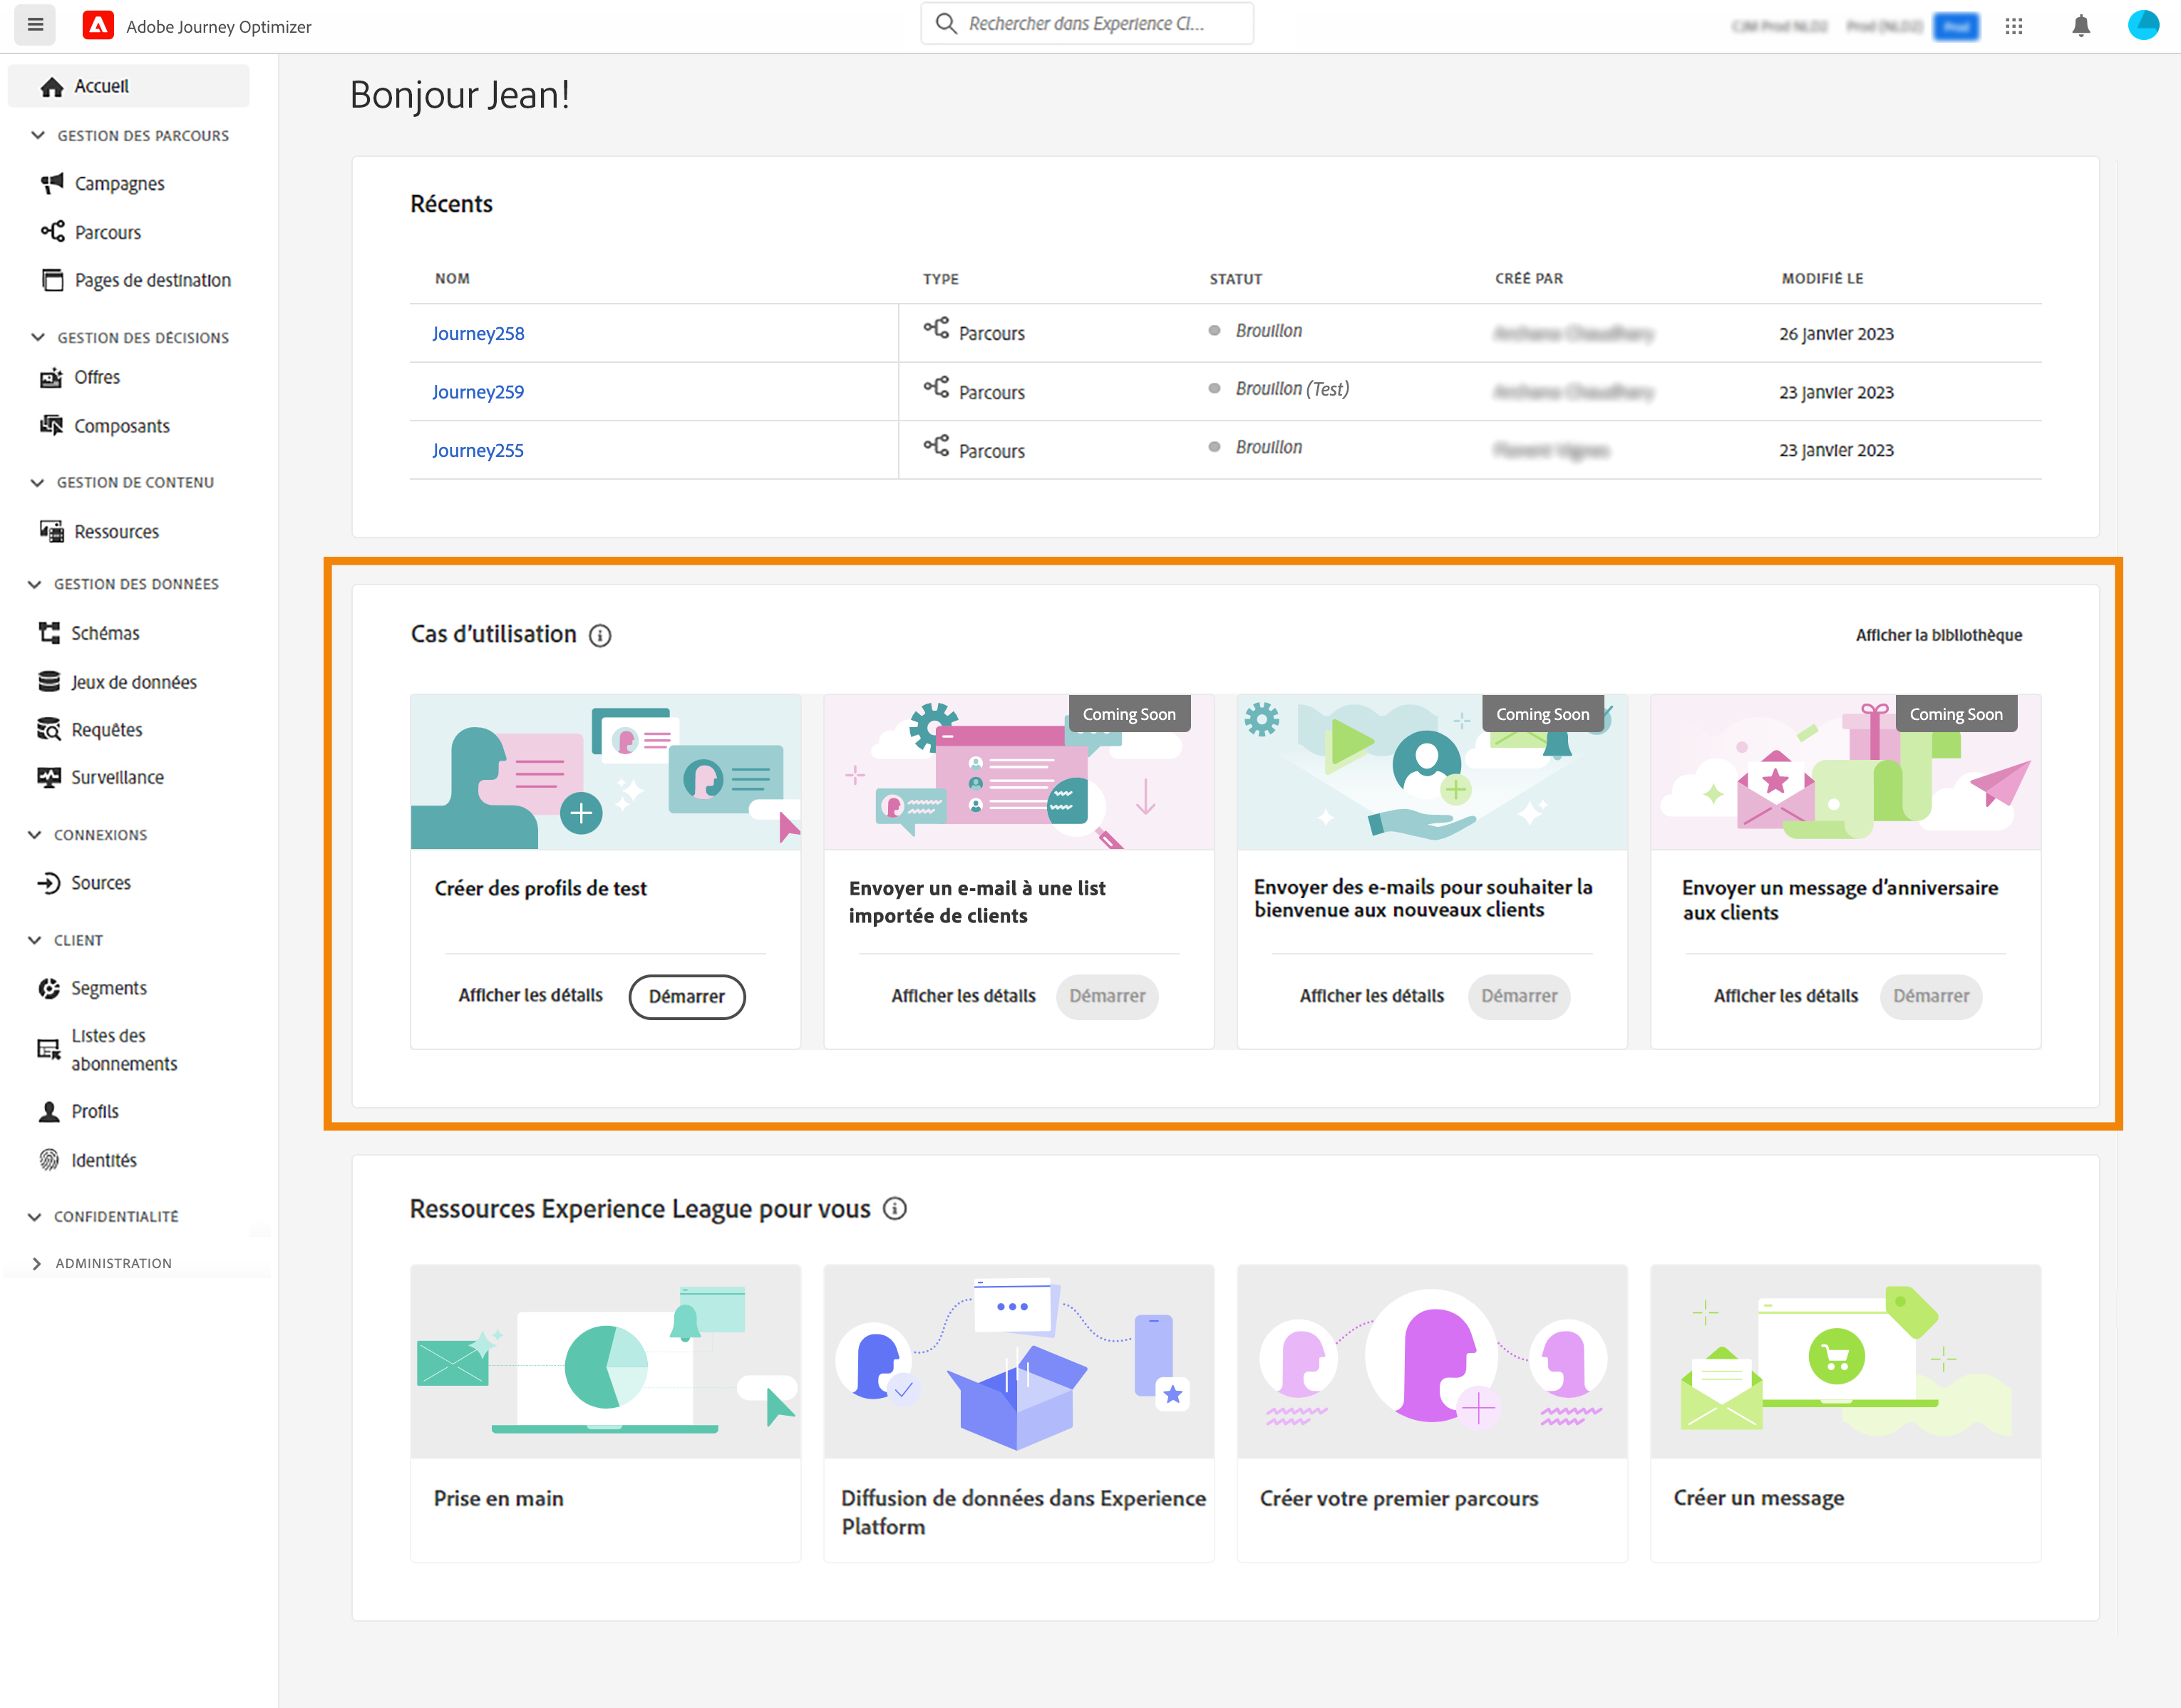 Adobe Journey Optimizer
Rechercher dans Experience Cl...
Accueil
GESTION DES PARCOURS
Campagnes
Parcours
Pages de destination
GESTION DES DÉCISIONS
Offres
Composants
GESTION DE CONTENU
Ressources
GESTION DES DONNÉES
Schémas
Jeux de données
Requêtes
Surveillance
CONNEXIONS
Sources
CLIENT
Segments
Listes des
abonnements
Profils
Identités
CONFIDENTIALITÉ
ADMINISTRATION
Bonjour Jean!
Récents
NOM TYPE STATUT CRÉÉ PAR MODIFIÉ LE
Journey258 Parcours Brouillon 26 janvier 2023
Journey259 Parcours Brouillon (Test) 23 janvier 2023
Journey255 Parcours Brouillon 23 janvier 2023
Cas d'utilisation
Afficher la bibliothèque
Créer des profils de test
Afficher les détails Démarrer
Coming Soon
Envoyer un e-mail à une list
importée de clients
Afficher les détails Démarrer
Coming Soon
Envoyer des e-mails pour souhaiter la
bienvenue aux nouveaux clients
Afficher les détails Démarrer
Coming Soon
Envoyer un message d'anniversaire
aux clients
Afficher les détails Démarrer
Ressources Experience League pour vous
Prise en main
Diffusion de données dans Experience
Platform
Créer votre premier parcours
Créer un message